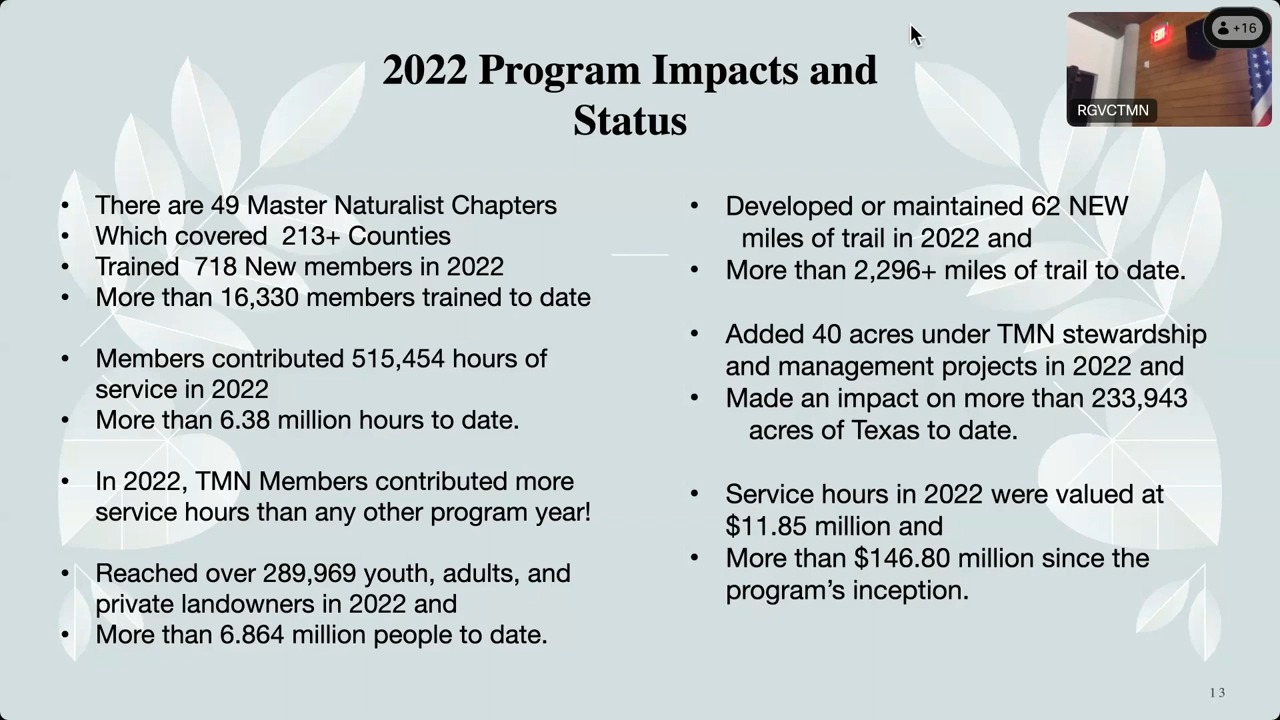 2022 Program Impacts and
Status
• There are 49 Master Naturalist Chapters
• Which covered 213+ Counties
• Trained 718 New members in 2022
• More than 16,330 members trained to date
• Members contributed 515,454 hours of
service in 2022
• More than 6.38 million hours to date.
• In 2022, TMN Members contributed more
service hours than any other program year!
• Reached over 289,969 youth, adults, and
private landowners in 2022 and
• More than 6.864 million people to date.
• Developed or maintained 62 NEW
miles of trail in 2022 and
• More than 2,296+ miles of trail to date.
• Added 40 acres under TMN stewardship
and management projects in 2022 and
• Made an impact on more than 233,943
acres of Texas to date.
• Service hours in 2022 were valued at
$11.85 million and
• More than $146.80 million since the
program’s inception.
13
EXIT
+16
RGVCTMN